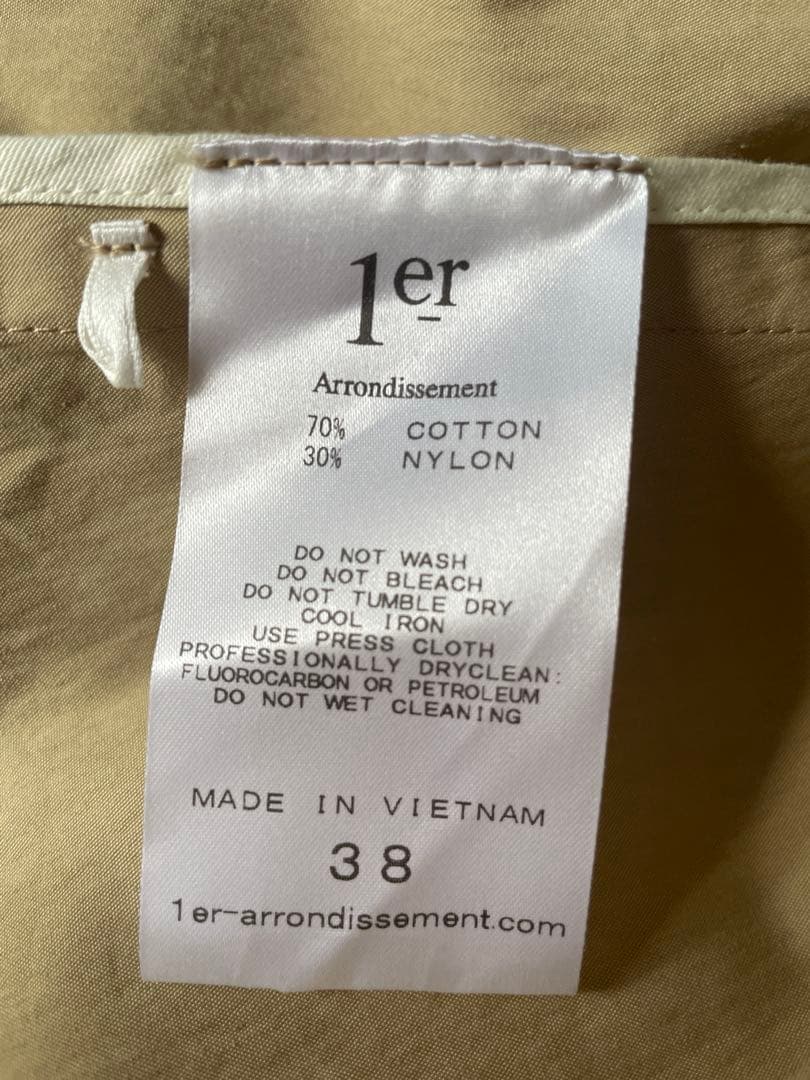 1er
Arrondissement
70% COTTON
30% NYLON
DO NOT WASH
DO NOT BLEACH
DO NOT TUMBLE DRY
COOL IRON
USE PRESS CLOTH
PROFESSIONALLY DRYCLEAN:
FLUOROCARBON OR PETROLEUM
DO NOT WET CLEANING
MADE IN VIETNAM
38
1er-arrondissement.com